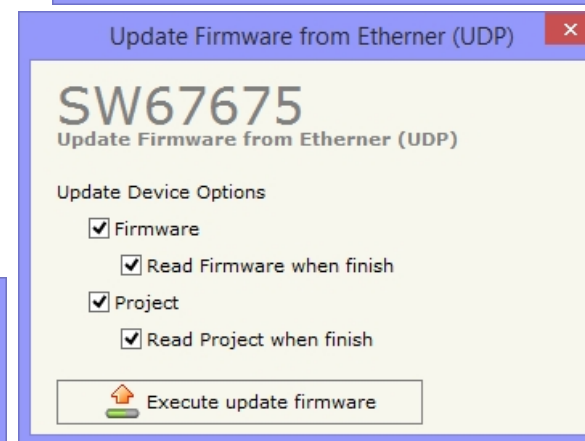 Update Firmware from Etherner (UDP)
SW67675
Update Firmware from Etherner (UDP)
Update Device Options
Firmware
Read Firmware when finish
Project
Read Project when finish
Execute update firmware